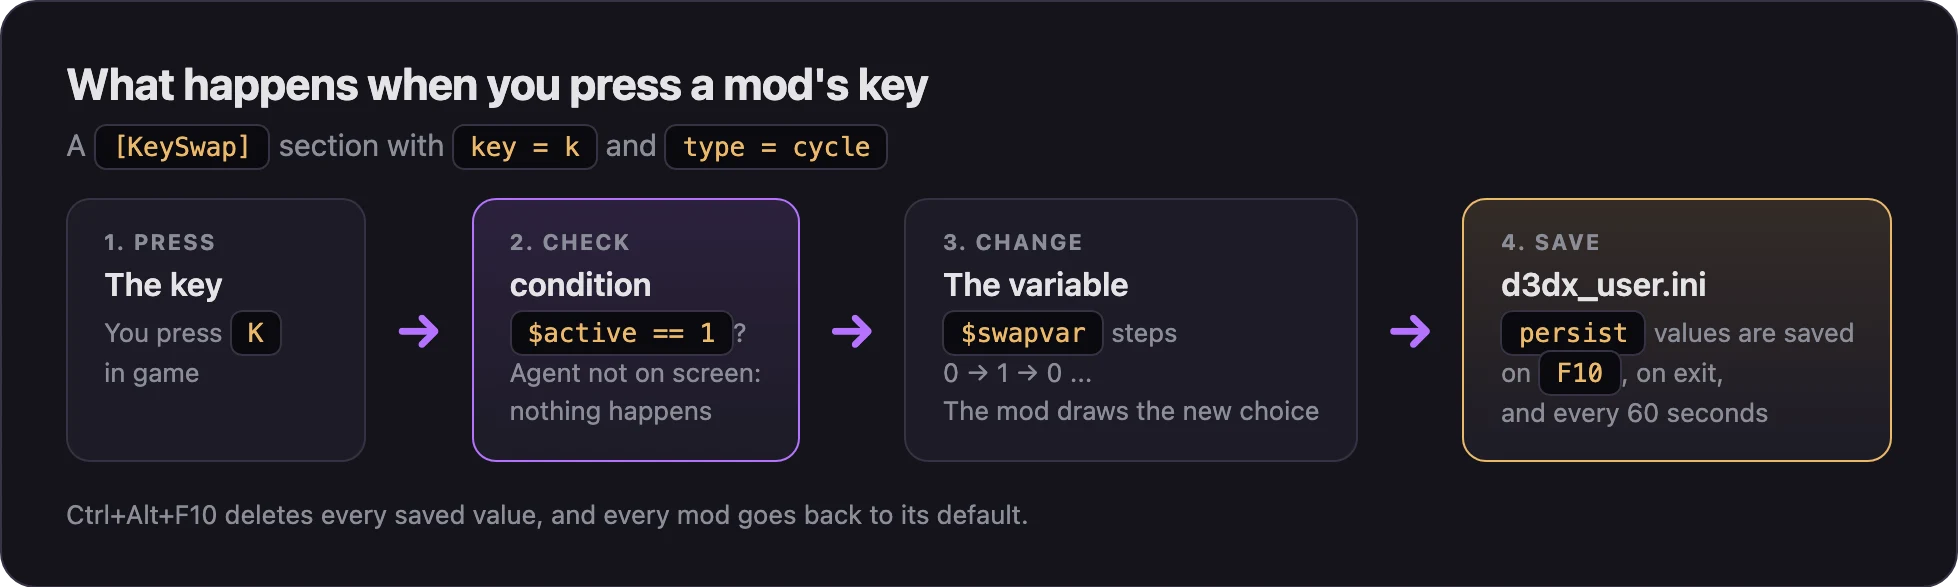 What happens when you press a mod's key
A [KeySwap] section with key = k and type = cycle
1. PRESS
The key
You press K
in game
2. CHECK
condition
$active == 1?
Agent not on screen:
nothing happens
3. CHANGE
The variable
$swapvar steps
0 → 1 → 0 ...
The mod draws the new choice
4. SAVE
d3dx_user.ini
persist values are saved
on F10, on exit,
and every 60 seconds
Ctrl+Alt+F10 deletes every saved value, and every mod goes back to its default.